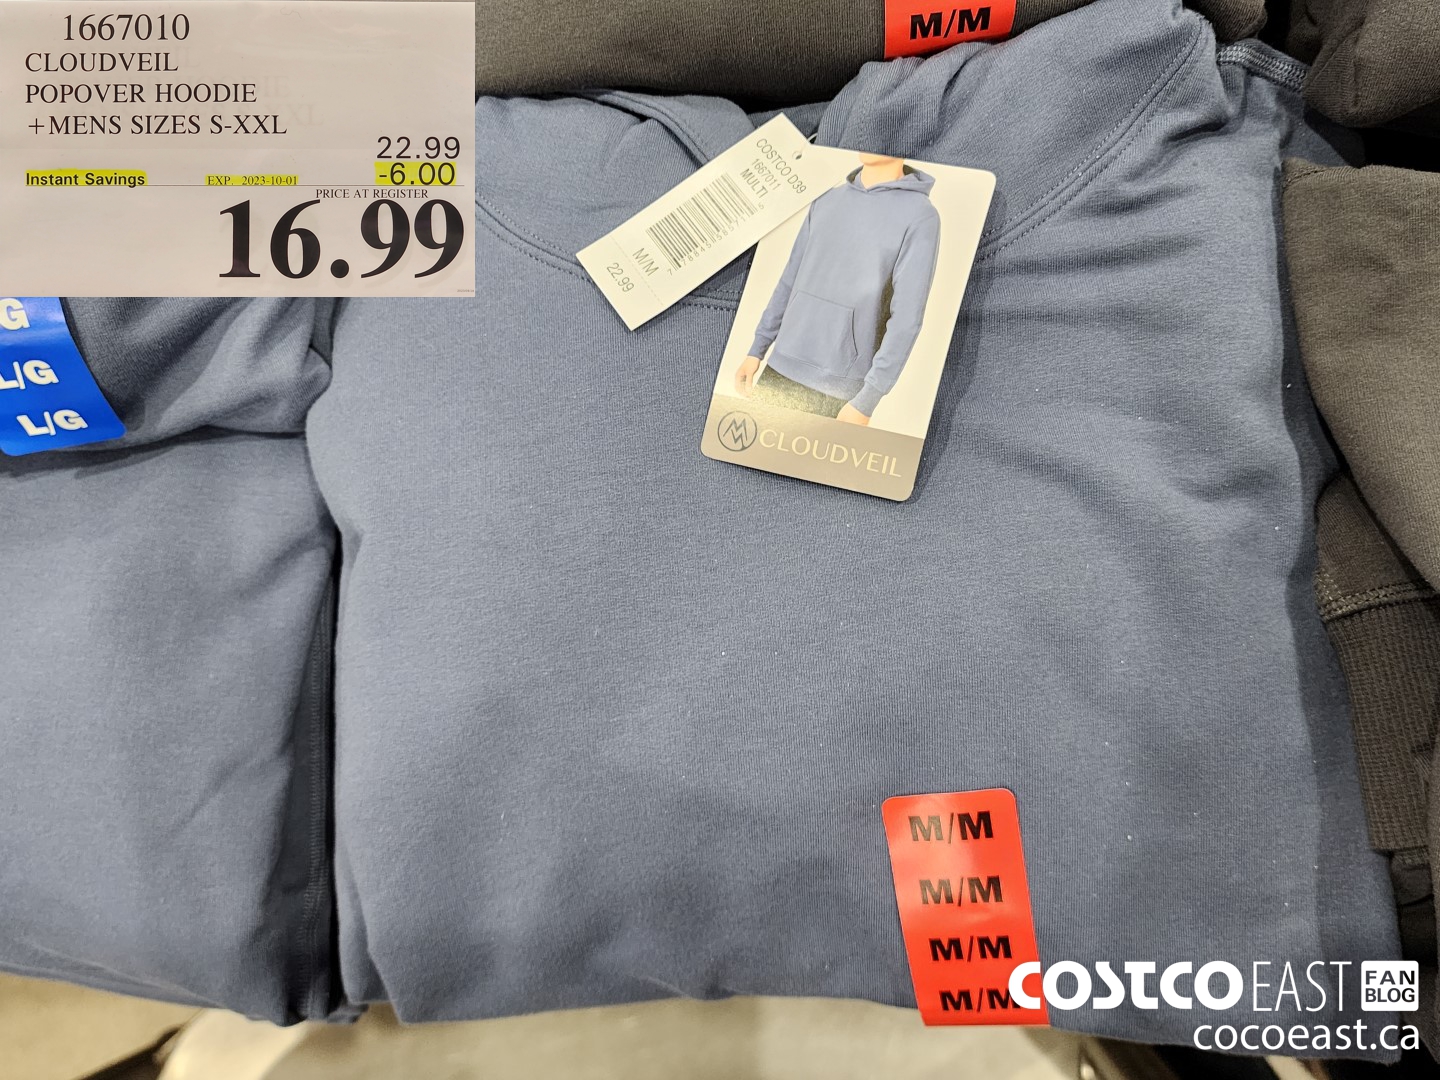 1667010
CLOUDVEIL
POPOVER HOODIE
+MENS SIZES S-XXL
22.99
Instant Savings EXP. 2023-10-01 -6.00
PRICE AT REGISTER
16.99
M/M
COSTCO D39
1667011
MULTI
M/M
22.99
CLOUDVEIL
G
L/G
L/G
M/M
M/M
M/M
M/M
COSTCO EAST FAN BLOG
cocoeast.ca